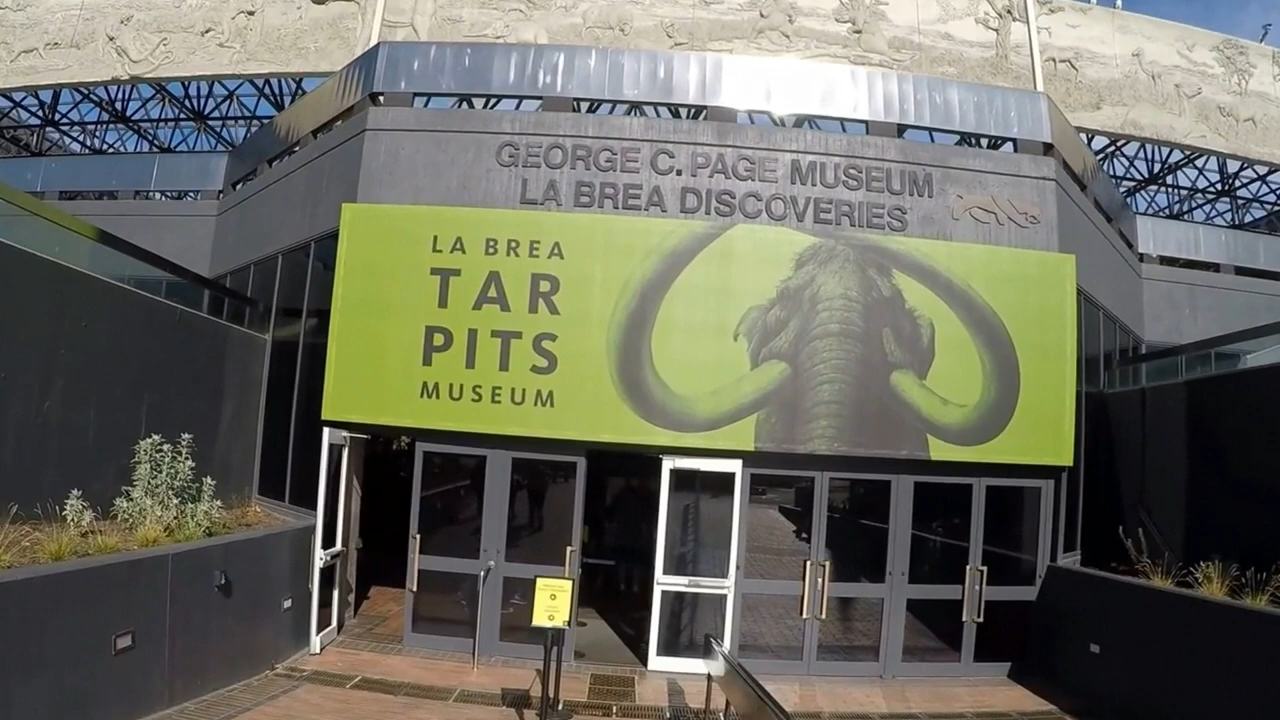 GEORGE C. PAGE MUSEUM
LA BREA DISCOVERIES
LA BREA
TAR
PITS
MUSEUM